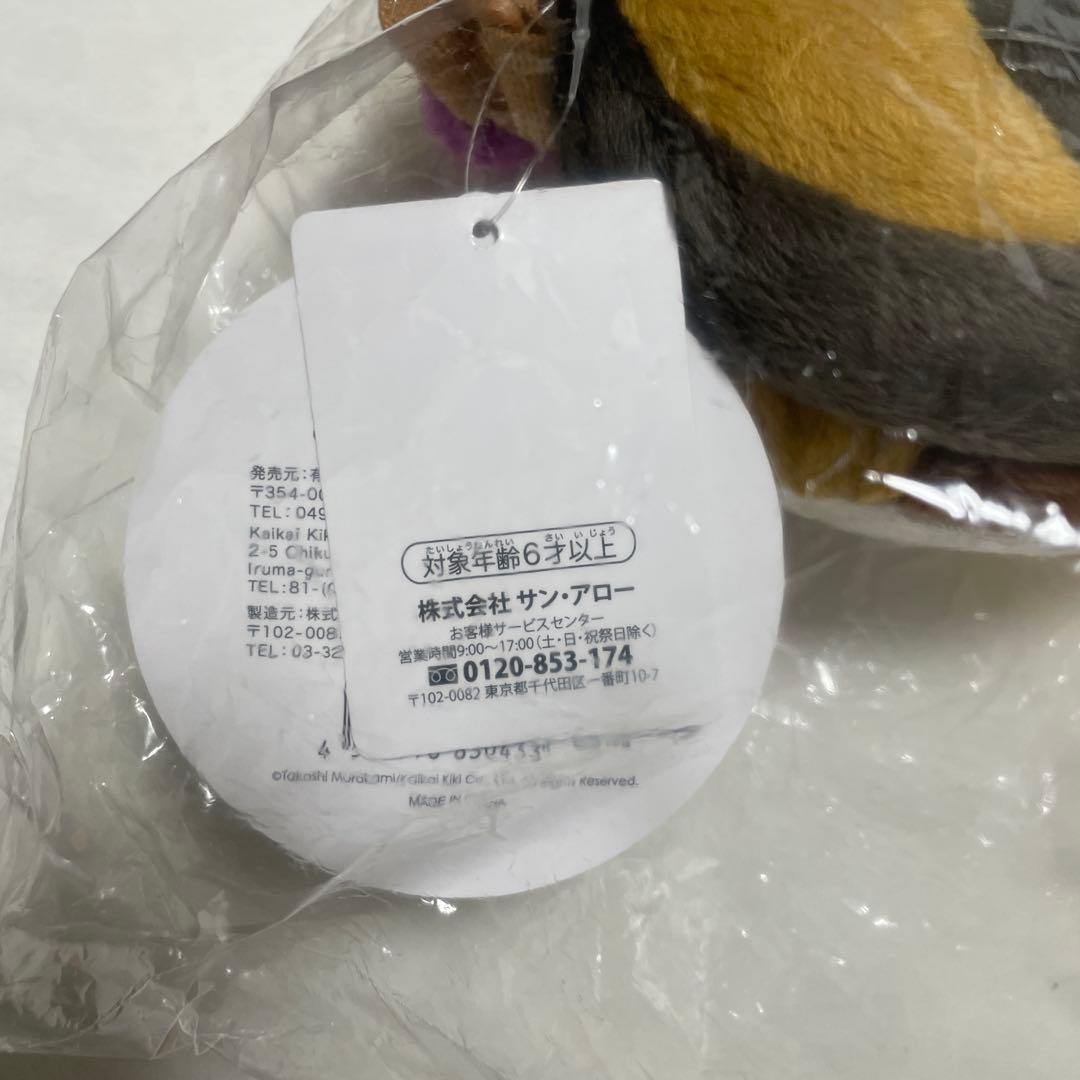 発売元:有
〒354-00
TEL:049
Kaikai Kik
2-5 Chiku
Iruma-gun
TEL:81-(
製造元:株式
〒102-008
TEL:03-32
たいしょうねんれい さい いじょう
対象年齢6才以上
株式会社 サン・アロー
お客様サービスセンター
営業時間9:00〜17:00(土・日・祝祭日除く)
0120-853-174
〒102-0082 東京都千代田区一番町10-7
©Takashi Murakami/Kaikai Kiki Co. Reserved.
MADE IN